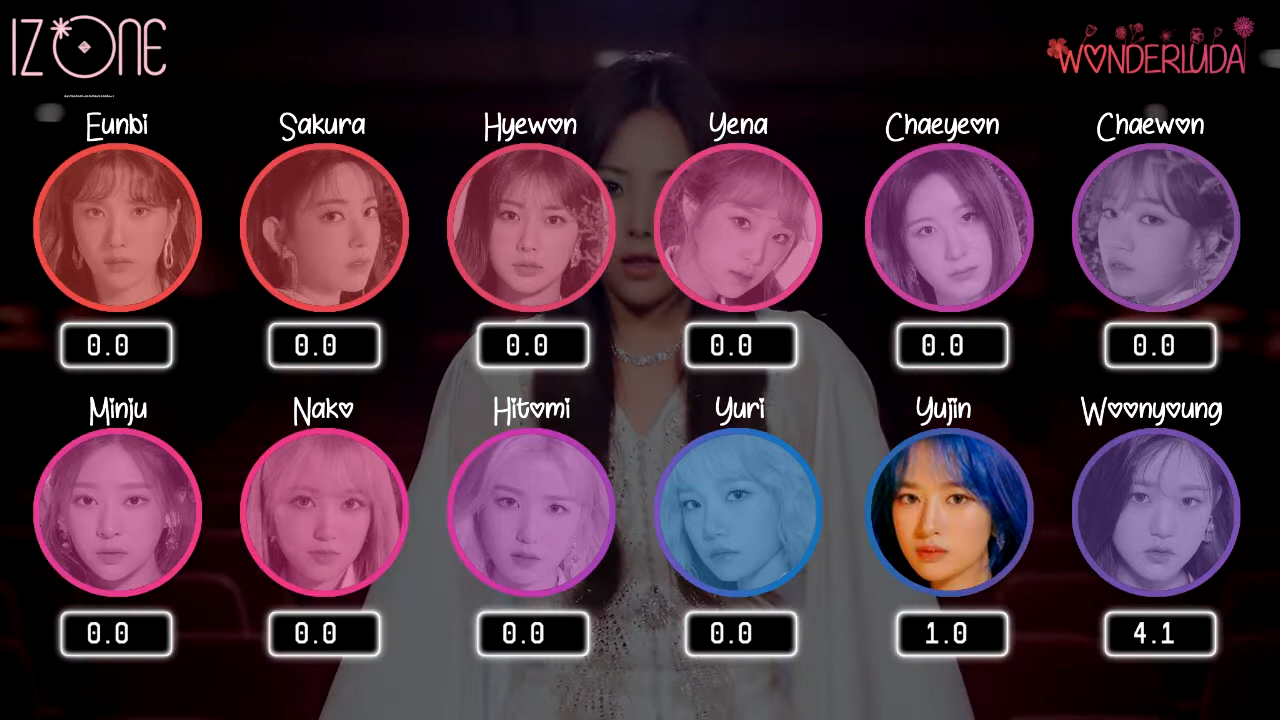 IZ*ONE
WONDERLUDA
Eunbi Sakura Hyewon Yena Chaeyeon Chaewon
0.0 0.0 0.0 0.0 0.0 0.0
Minju Nako Hitomi Yuri Yujin Woonyoung
0.0 0.0 0.0 0.0 1.0 4.1